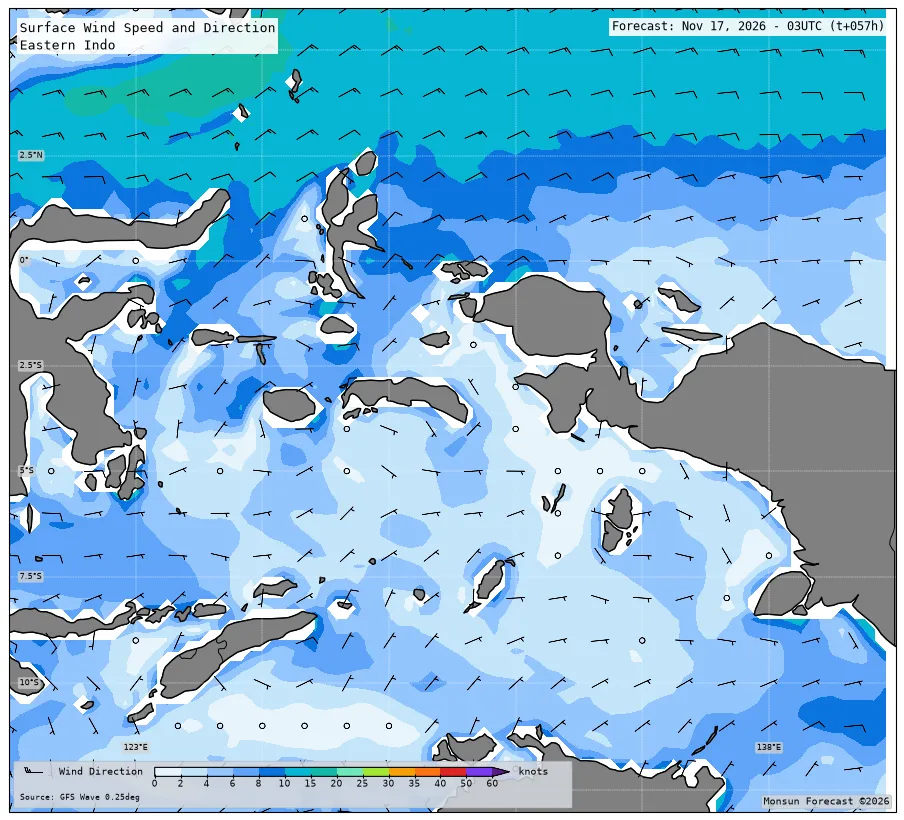 Surface Wind Speed and Direction
Eastern Indo
Forecast: Nov 17, 2026 - 03UTC (t+057h)
2.5°N
0°
2.5°S
5°S
7.5°S
10°S
123°E
138°E
Wind Direction
0 2 4 6 8 10 15 20 25 30 35 40 50 60
knots
Source: GFS Wave 0.25deg
Monsun Forecast ©2026